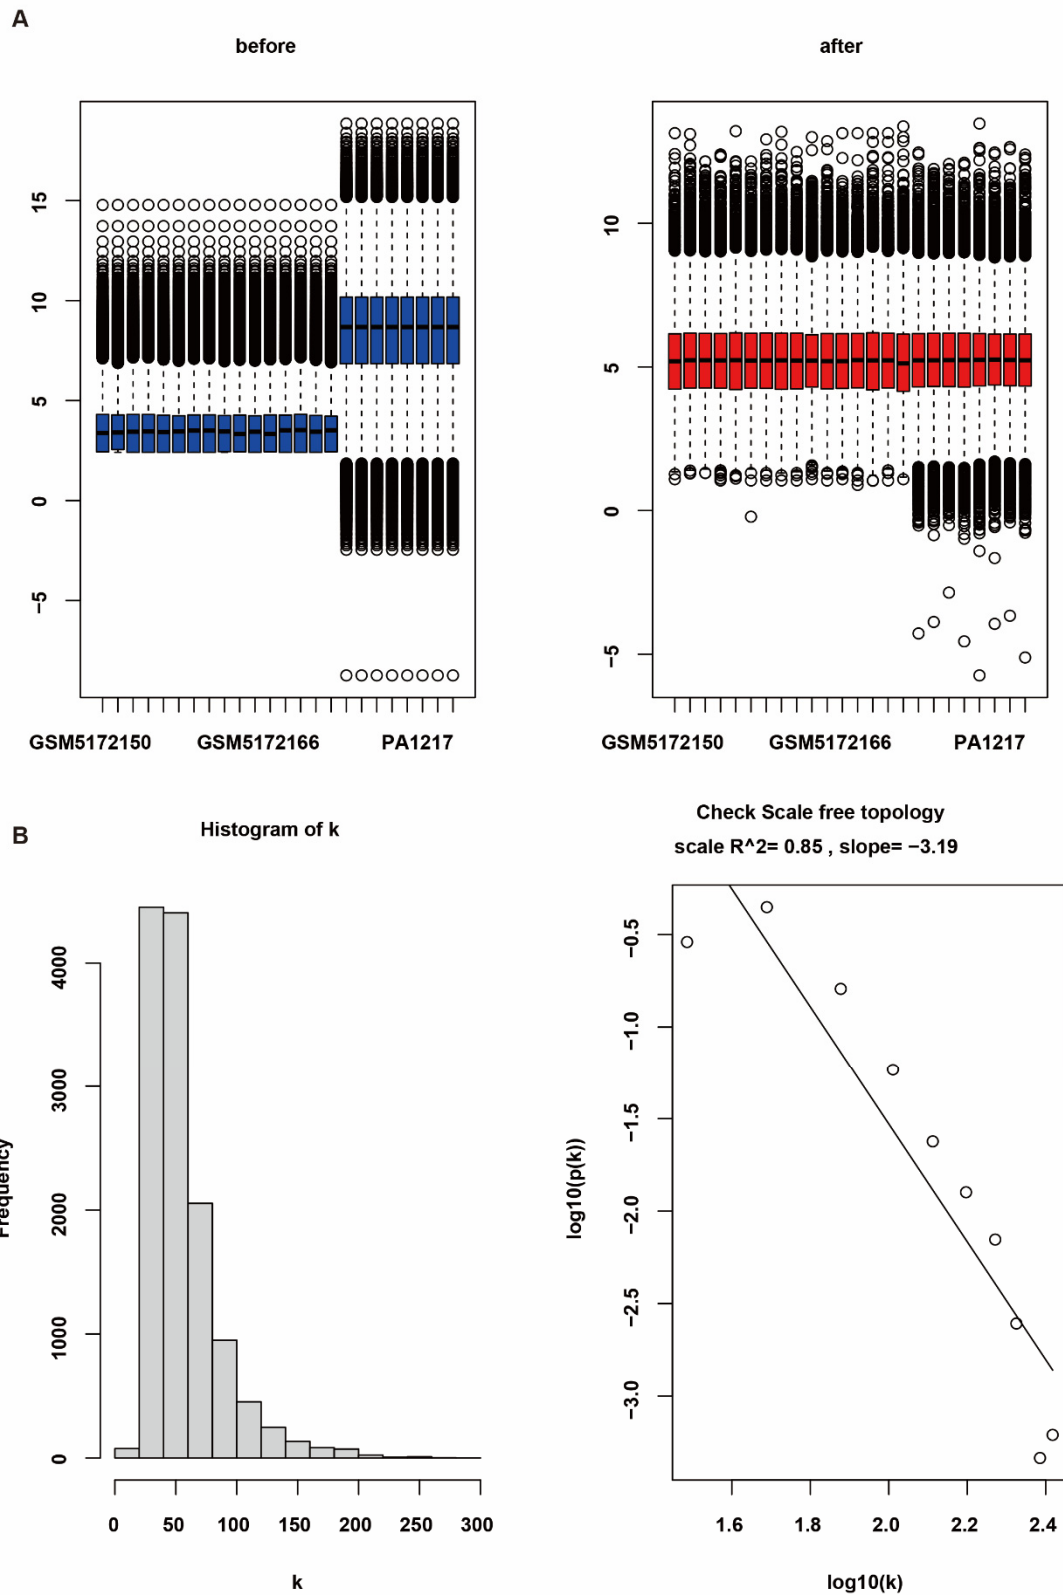 A
before
after
15
10
5
0
−5
10
5
0
−5
GSM5172150
GSM5172166
PA1217
GSM5172150
GSM5172166
PA1217
B
Histogram of k
Check Scale free topology
scale R^2= 0.85 , slope= −3.19
Frequency
4000
3000
2000
1000
0
log10(p(k))
−0.5
−1.0
−1.5
−2.0
−2.5
−3.0
0 50 100 150 200 250 300
1.6 1.8 2.0 2.2 2.4
k
log10(k)